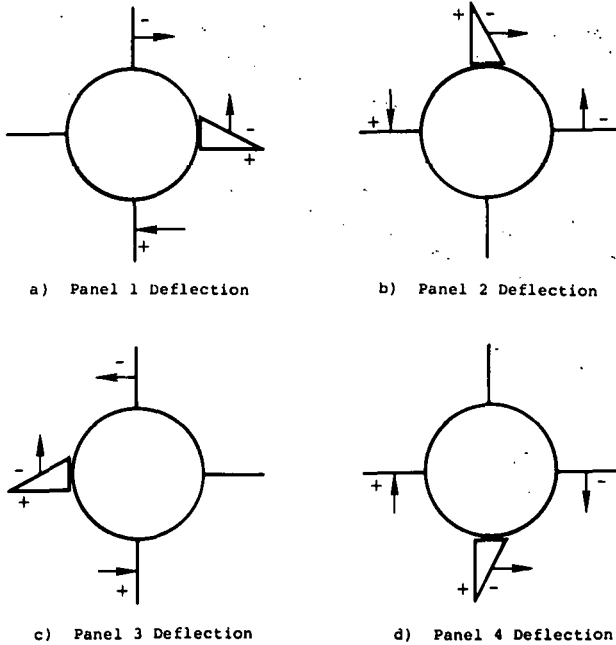 - + -
+ - - +
+ -
+
a) Panel 1 Deflection b) Panel 2 Deflection
- -
- + + -
+ + -
c) Panel 3 Deflection d) Panel 4 Deflection